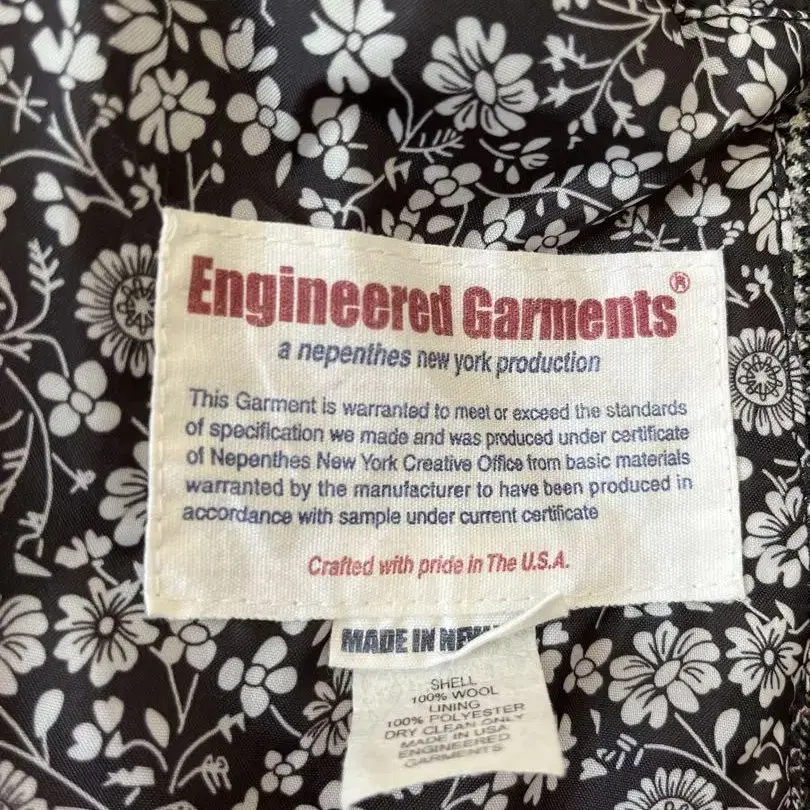 Engineered Garments®
a nepenthes new york production
This Garment is warranted to meet or exceed the standards
of specification we made and was produced under certificate
of Nepenthes New York Creative Office from basic materials
warranted by the manufacturer to have been produced in
accordance with sample under current certificate
Crafted with pride in The U.S.A.
MADE IN NEW
SHELL
100% WOOL
LINING
100% POLYESTER
DRY CLEAN ONLY
MADE IN USA
ENGINEERED
GARMENTS